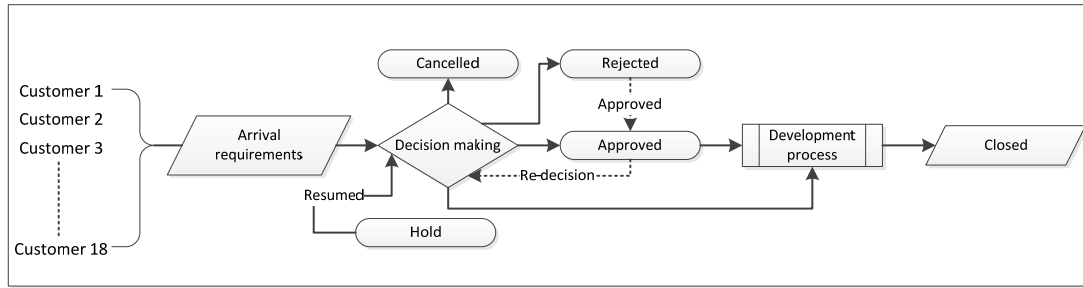 Customer 1
Customer 2
Customer 3
Customer 18
Arrival
requirements
Cancelled
Decision making
Resumed
Hold
Rejected
Approved
Approved
Re-decision
Development
process
Closed